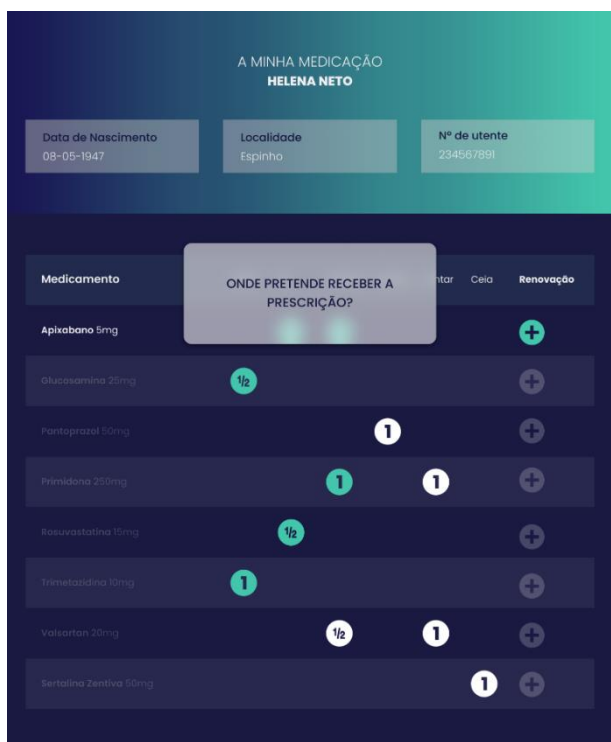 A MINHA MEDICAÇÃO
HELENA NETO
Data de Nascimento
08-05-1947
Localidade
Espinho
Nº de utente
234567891
Medicamento
ntar
Ceia
Renovação
ONDE PRETENDE RECEBER A
PRESCRIÇÃO?
Apixabano 5mg
+
Glucosamina 25mg
1/2
+
Pantoprazol 50mg
1
+
Primidona 250mg
1
1
+
Rosuvastatina 15mg
1/2
+
Trimetazidina 10mg
1
+
Valsartan 20mg
1/2
1
+
Sertalina Zentiva 50mg
1
+